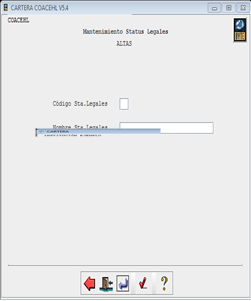 CARTERA COACEHL V5.4
COACEHL
Mantenimiento Status Legales
ALTAS
Código Sta.Legales
Nombre Sta.Legales